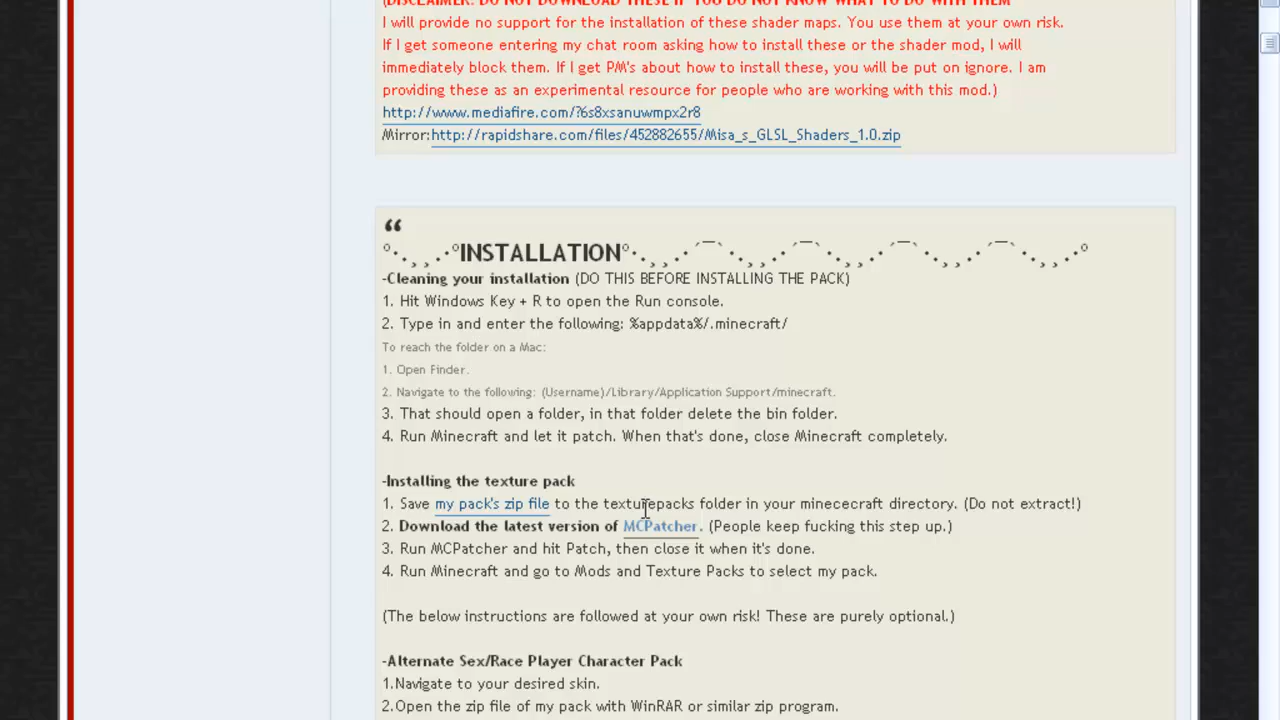 (DISCLAIMER: DO NOT DOWNLOAD THESE IF YOU DO NOT KNOW WHAT TO DO WITH THEM
I will provide no support for the installation of these shader maps. You use them at your own risk.
If I get someone entering my chat room asking how to install these or the shader mod, I will
immediately block them. If I get PM's about how to install these, you will be put on ignore. I am
providing these as an experimental resource for people who are working with this mod.)
http://www.mediafire.com/?6s8xsanuwmpx2r8
Mirror:http://rapidshare.com/files/452882655/Misa_s_GLSL_Shaders_1.0.zip
“
°·.¸¸.·°INSTALLATION°·.¸¸.·´¯`·.¸¸.·´¯`·.¸¸.·´¯`·.¸¸.·´¯`·.¸¸.·°
-Cleaning your installation (DO THIS BEFORE INSTALLING THE PACK)
1. Hit Windows Key + R to open the Run console.
2. Type in and enter the following: %appdata%/.minecraft/
To reach the folder on a Mac:
1. Open Finder.
2. Navigate to the following: (Username)/Library/Application Support/minecraft.
3. That should open a folder, in that folder delete the bin folder.
4. Run Minecraft and let it patch. When that's done, close Minecraft completely.
-Installing the texture pack
1. Save my pack's zip file to the texturepacks folder in your minececraft directory. (Do not extract!)
2. Download the latest version of MCPatcher. (People keep fucking this step up.)
3. Run MCPatcher and hit Patch, then close it when it's done.
4. Run Minecraft and go to Mods and Texture Packs to select my pack.
(The below instructions are followed at your own risk! These are purely optional.)
-Alternate Sex/Race Player Character Pack
1.Navigate to your desired skin.
2.Open the zip file of my pack with WinRAR or similar zip program.